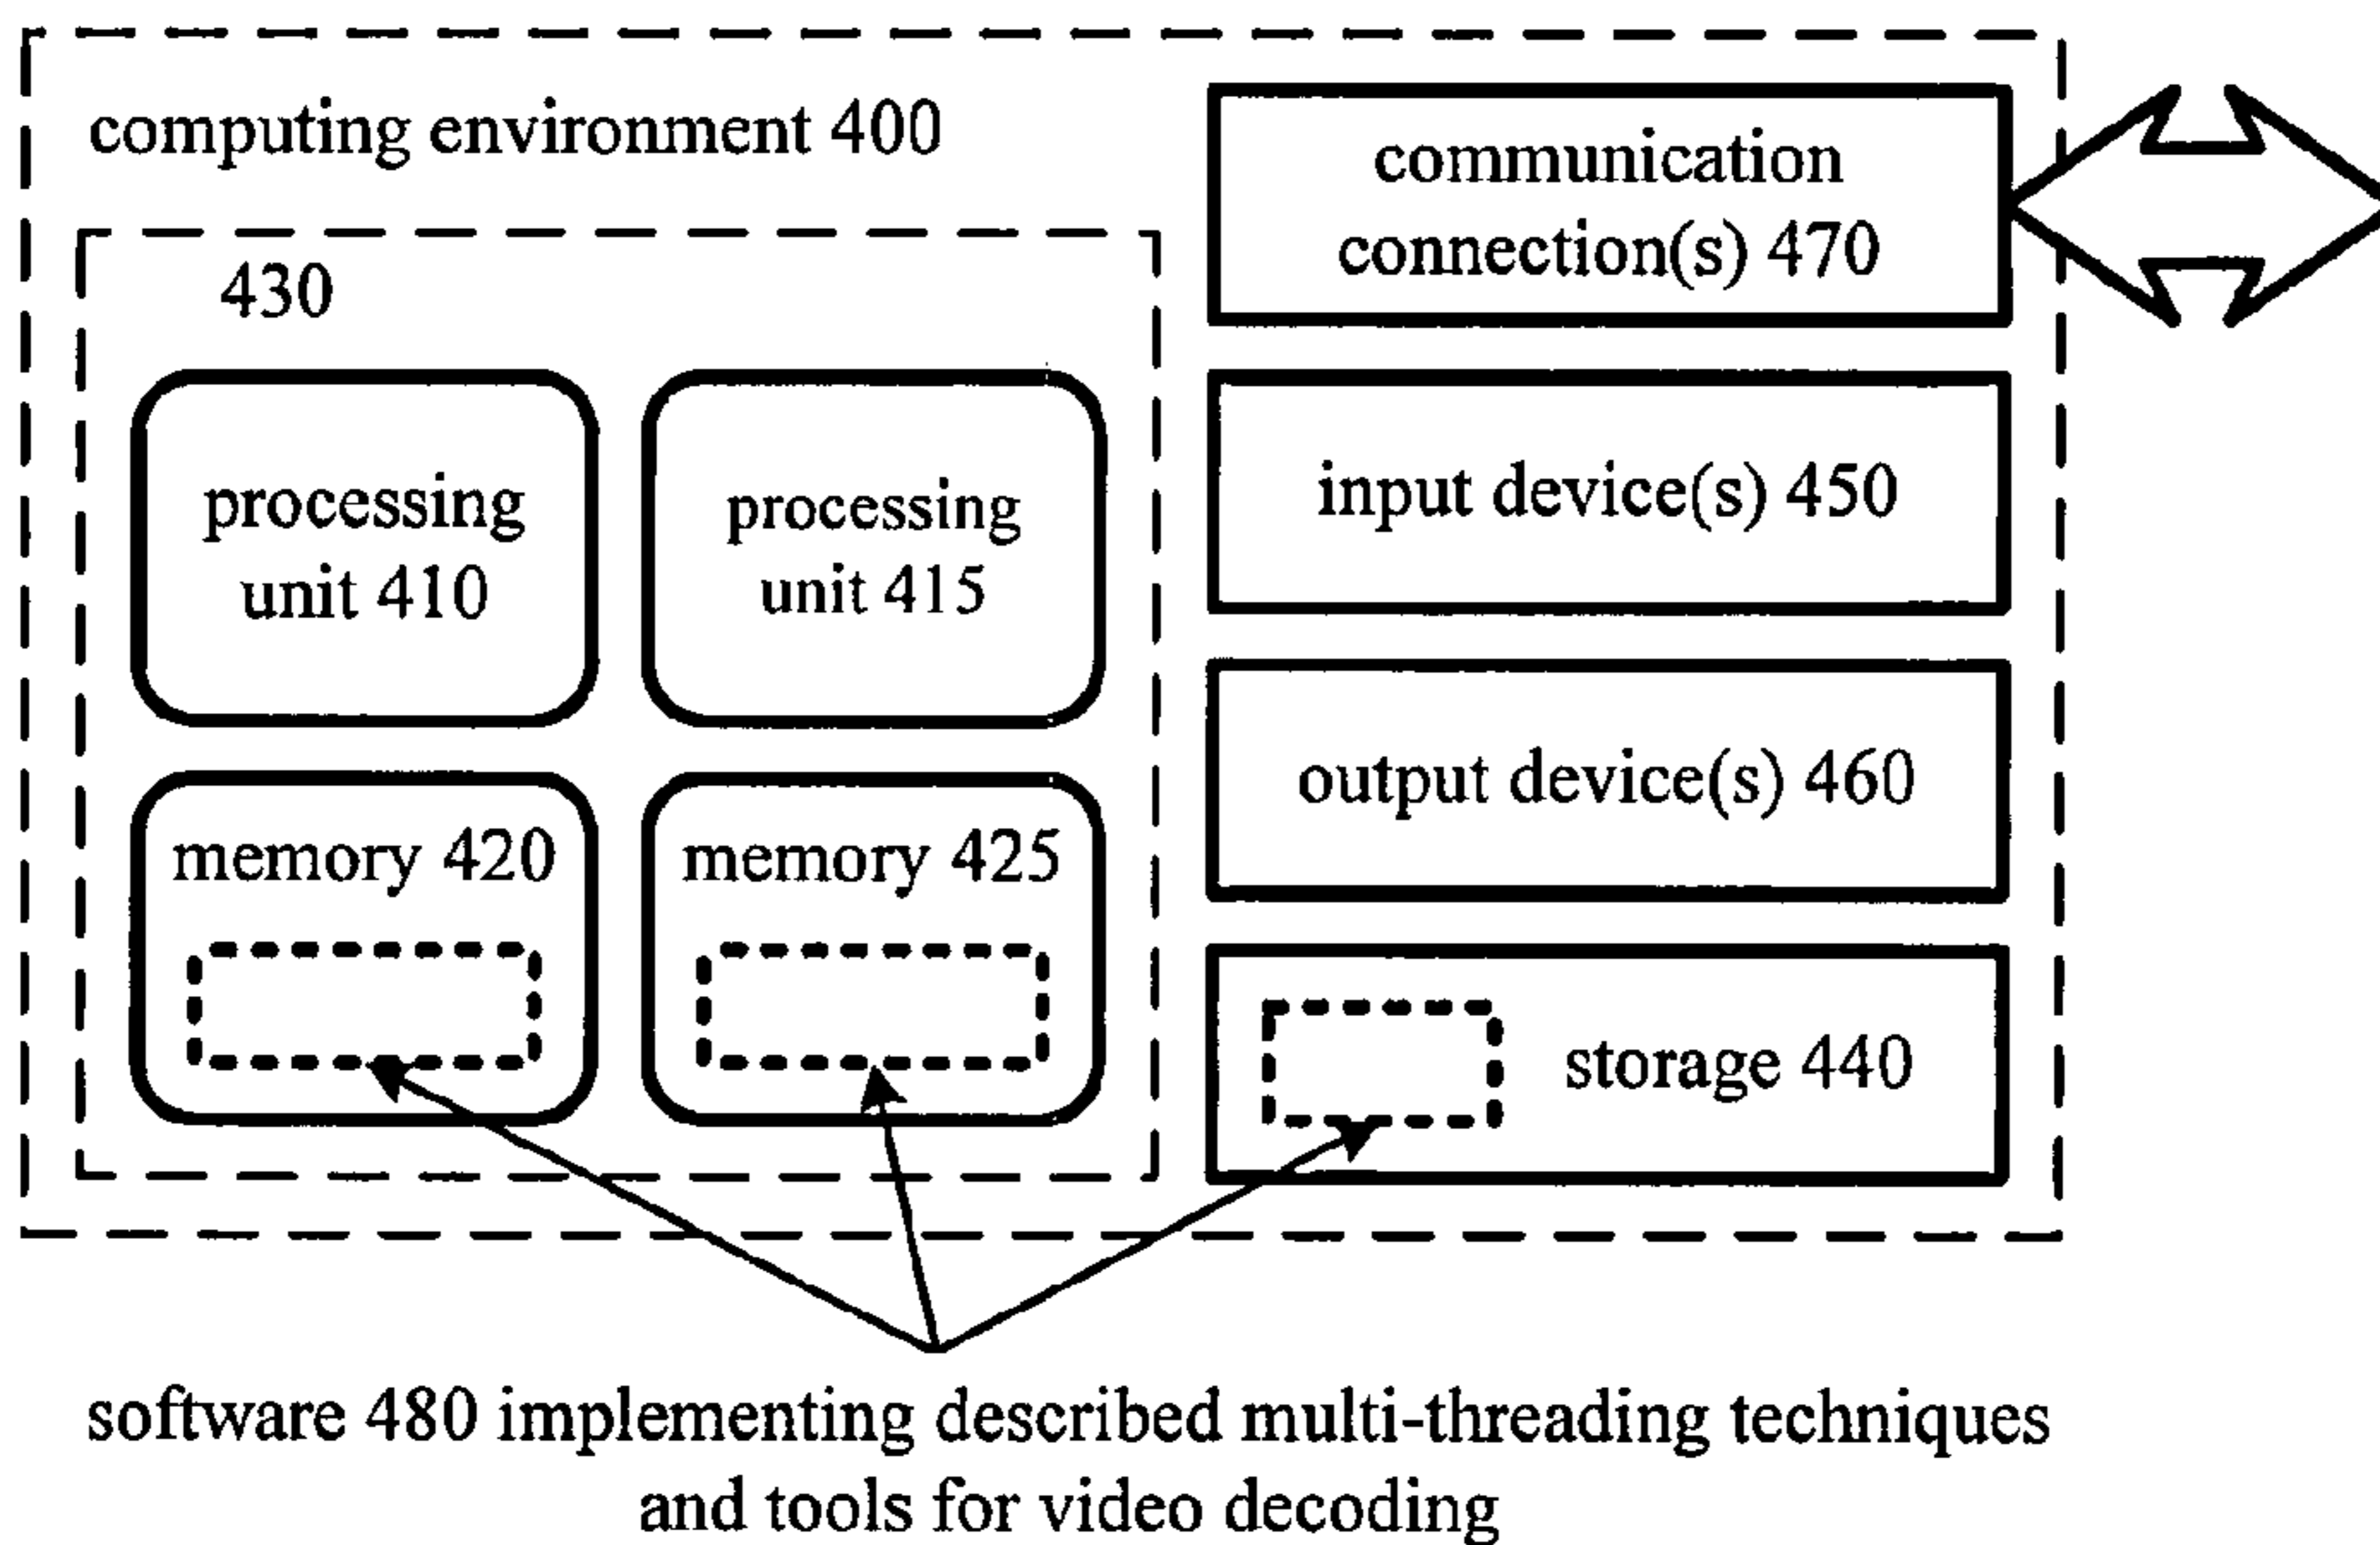 computing environment 400
communication
connection(s) 470
430
processing
unit 410
processing
unit 415
input device(s) 450
output device(s) 460
memory 420
memory 425
storage 440
software 480 implementing described multi-threading techniques
and tools for video decoding